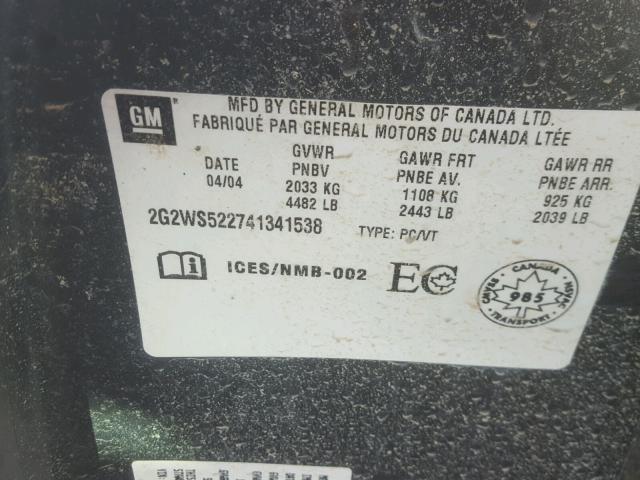 GM
MFD BY GENERAL MOTORS OF CANADA LTD.
FABRIQUÉ PAR GENERAL MOTORS DU CANADA LTÉE
DATE GVWR GAWR FRT GAWR RR
04/04 PNBV PNBE AV. PNBE ARR.
2033 KG 1108 KG 925 KG
4482 LB 2443 LB 2039 LB
2G2WS522741341538 TYPE: PC/VT
ICES/NMB-002 EC
CANADA
CMVSS 985 NSVAC
TRANSPORT